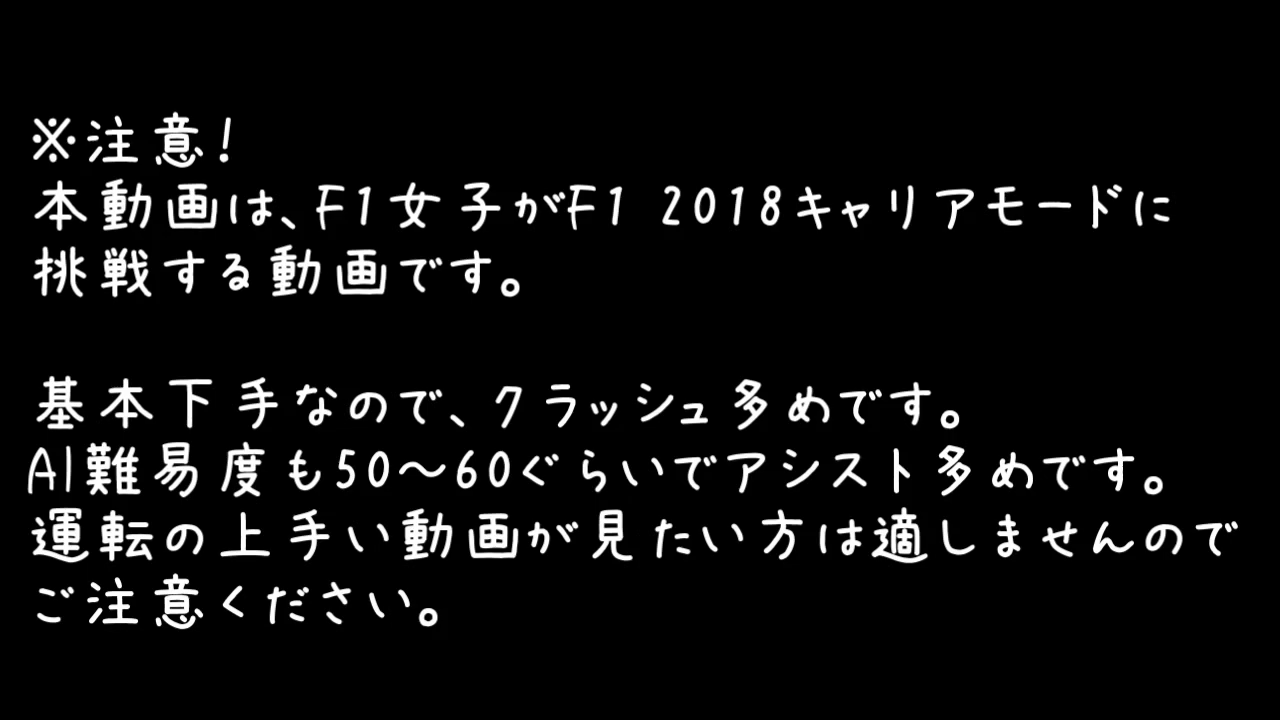 ※注意!
本動画は、F1女子がF1 2018キャリアモードに
挑戦する動画です。
基本下手なので、クラッシュ多めです。
AI難易度も50～60ぐらいでアシスト多めです。
運転の上手い動画が見たい方は適しませんので
ご注意ください。